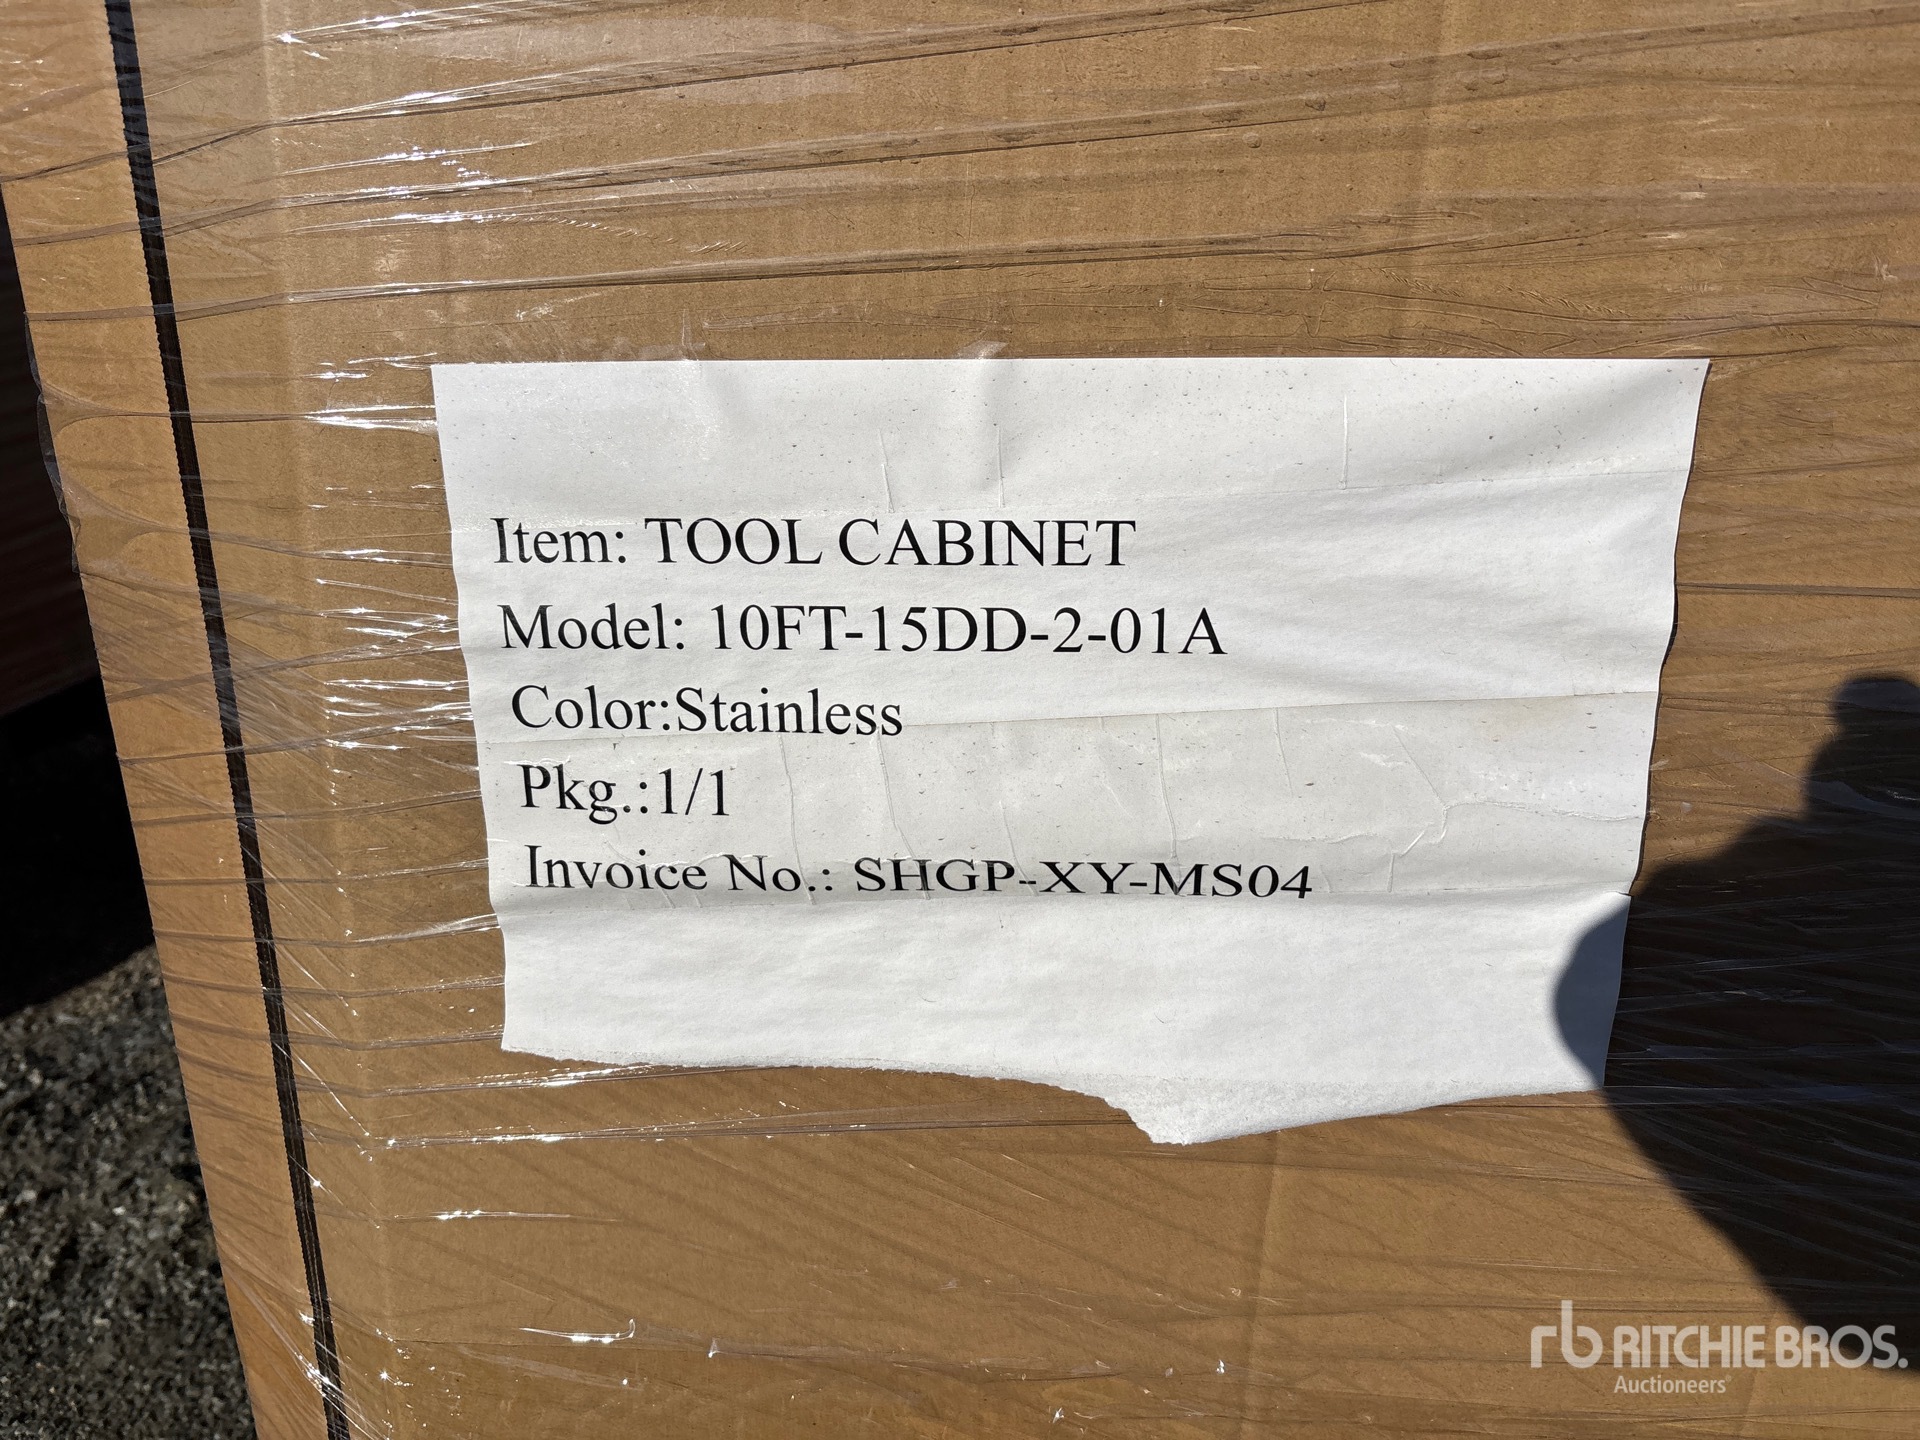 Item: TOOL CABINET
Model: 10FT-15DD-2-01A
Color:Stainless
Pkg.:1/1
Invoice No.: SHGP-XY-MS04
rb RITCHIE BROS.
Auctioneers